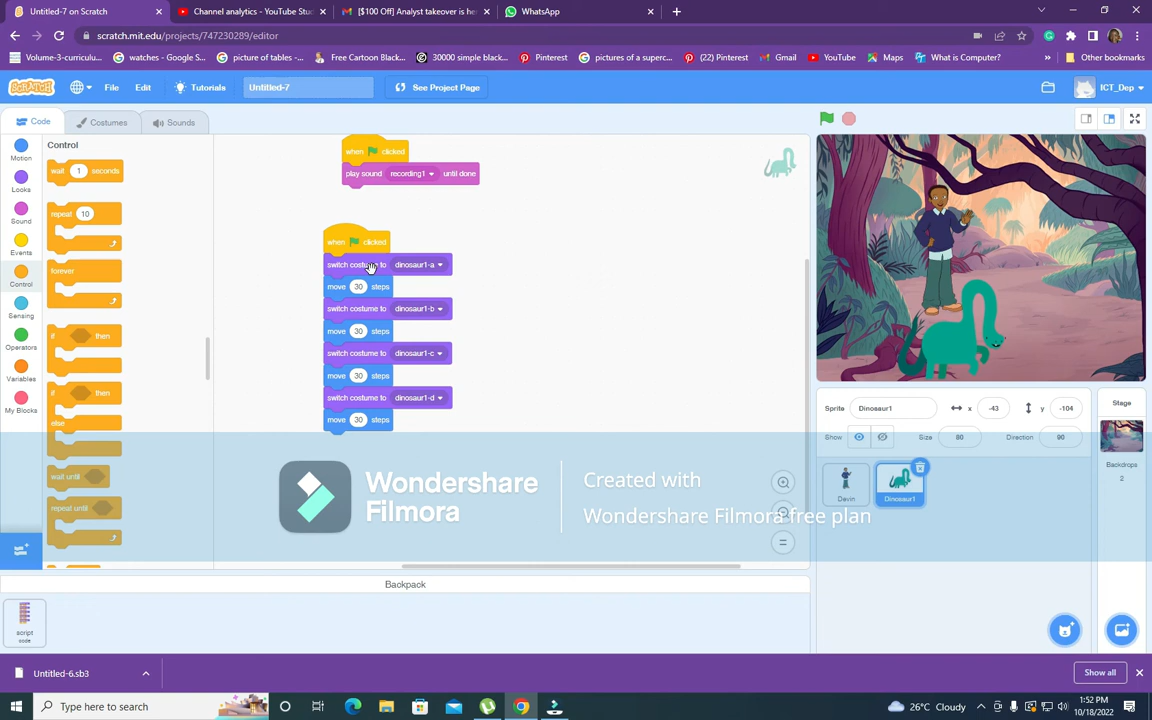 Untitled-7 on Scratch
Channel analytics - YouTube Stu
[$100 Off] Analyst takeover is he
WhatsApp
scratch.mit.edu/projects/747230289/editor
Volume-3-curriculu...
watches - Google S...
picture of tables -...
Free Cartoon Black...
30000 simple black...
Pinterest
pictures of a superc...
(22) Pinterest
Gmail
YouTube
Maps
What is Computer?
»
Other bookmarks
SCRATCH
File
Edit
Tutorials
Untitled-7
See Project Page
ICT_Dep
Code
Costumes
Sounds
Motion
Looks
Sound
Events
Control
Sensing
Operators
Variables
My Blocks
Control
wait 1 seconds
repeat 10
forever
if then
if then
else
wait until
repeat until
when clicked
play sound recording1 until done
when clicked
switch costume to dinosaur1-a
move 30 steps
switch costume to dinosaur1-b
move 30 steps
switch costume to dinosaur1-c
move 30 steps
switch costume to dinosaur1-d
move 30 steps
Sprite Dinosaur1 x -43 y -104
Show Size 80 Direction 90
Devin
Dinosaur1
Stage
Backdrops
2
Wondershare
Filmora
Created with
Wondershare Filmora free plan
Backpack
script
code
Untitled-6.sb3
Show all
Type here to search
26°C Cloudy
1:52 PM
10/18/2022